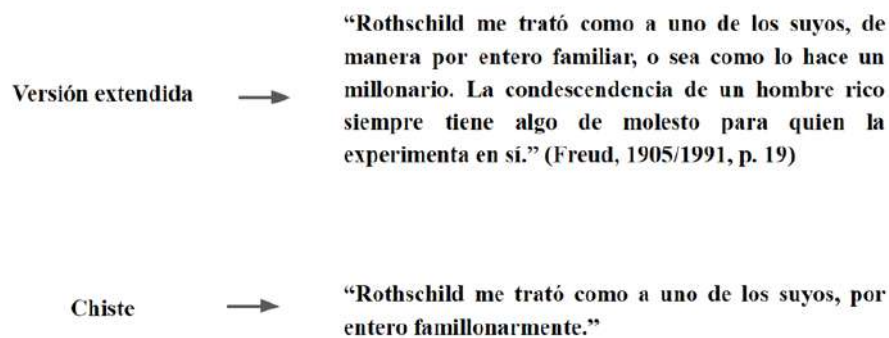 “Rothschild me trató como a uno de los suyos, de
manera por entero familiar, o sea como lo hace un
Versión extendida
millonario. La condescendencia de un hombre rico
siempre tiene algo de molesto para quien la
experimenta en sí.” (Freud, 1905/1991, p. 19)
Chiste
“Rothschild me trató como a uno de los suyos, por
entero famillonarmente.”